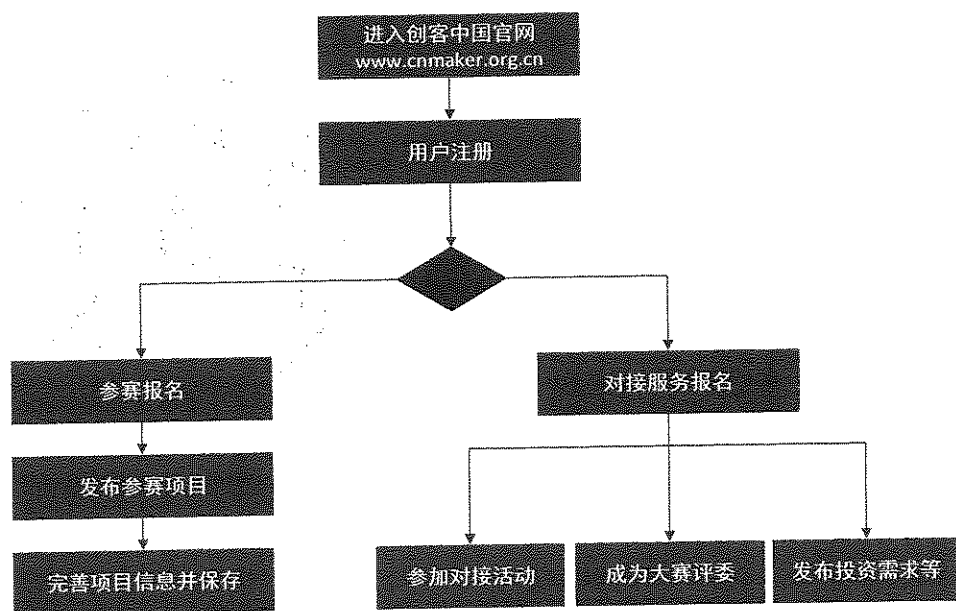 进入创客中国官网
www.cnmaker.org.cn
用户注册
参赛报名
对接服务报名
发布参赛项目
完善项目信息并保存
参加对接活动
成为大赛评委
发布投资需求等